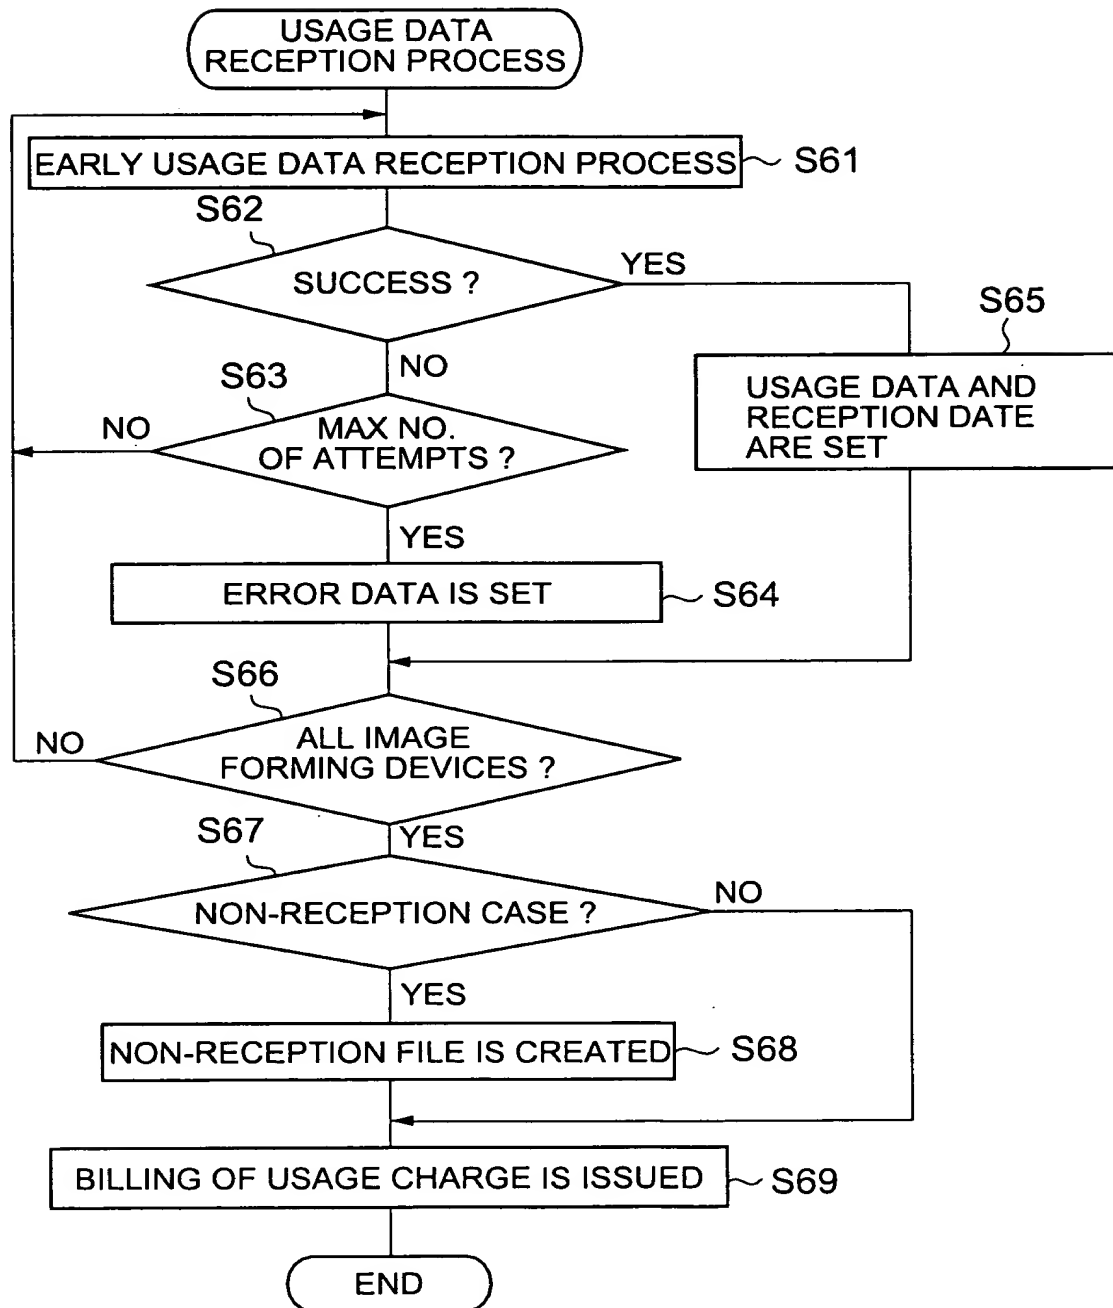 USAGE DATA
RECEPTION PROCESS
EARLY USAGE DATA RECEPTION PROCESS
S61
S62
SUCCESS ?
YES
S65
USAGE DATA AND
RECEPTION DATE
ARE SET
NO
S63
NO
MAX NO.
OF ATTEMPTS ?
YES
ERROR DATA IS SET
S64
S66
NO
ALL IMAGE
FORMING DEVICES ?
YES
S67
NO
NON-RECEPTION CASE ?
YES
NON-RECEPTION FILE IS CREATED
S68
BILLING OF USAGE CHARGE IS ISSUED
S69
END